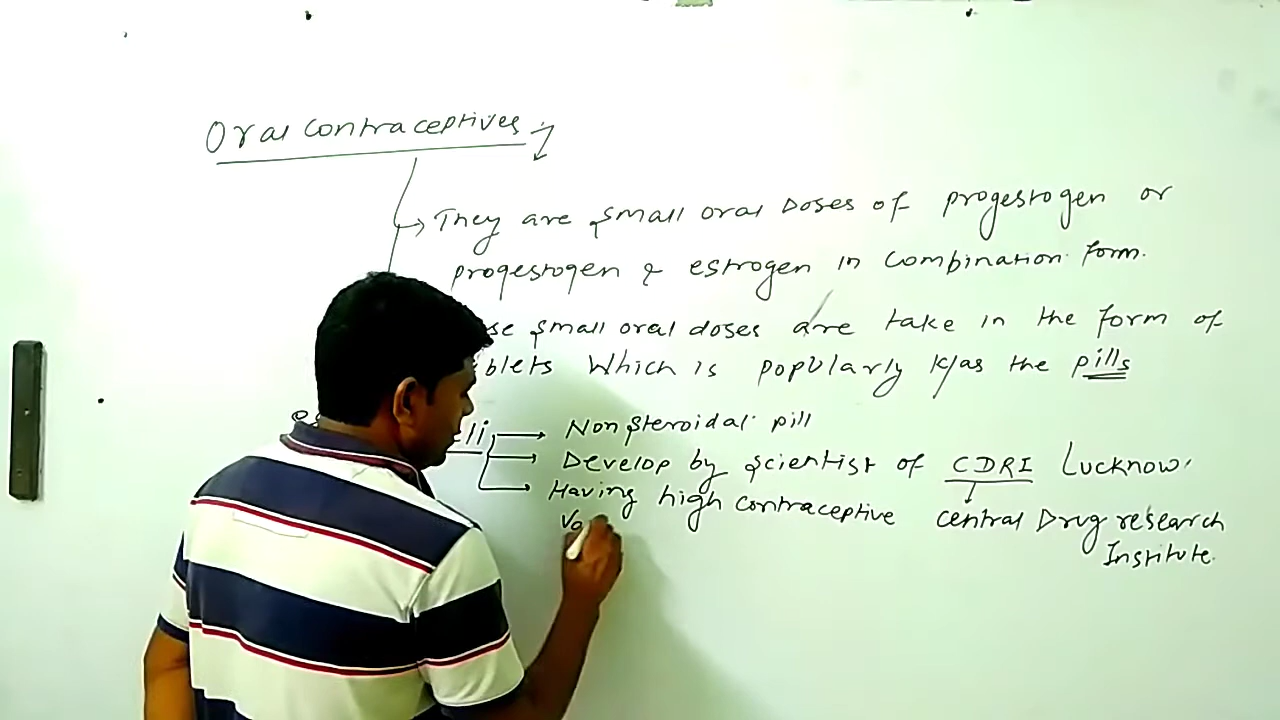 Oral contraceptives :-
They are small oral Doses of progestogen or
progestogen & estrogen in combination form.
se small oral doses are take in the form of
blets Which is popularly k/as the pills
Non steroidal pill
Develop by scientist of CDRI Lucknow.
Having high contraceptive central Drug research
Va Institute.